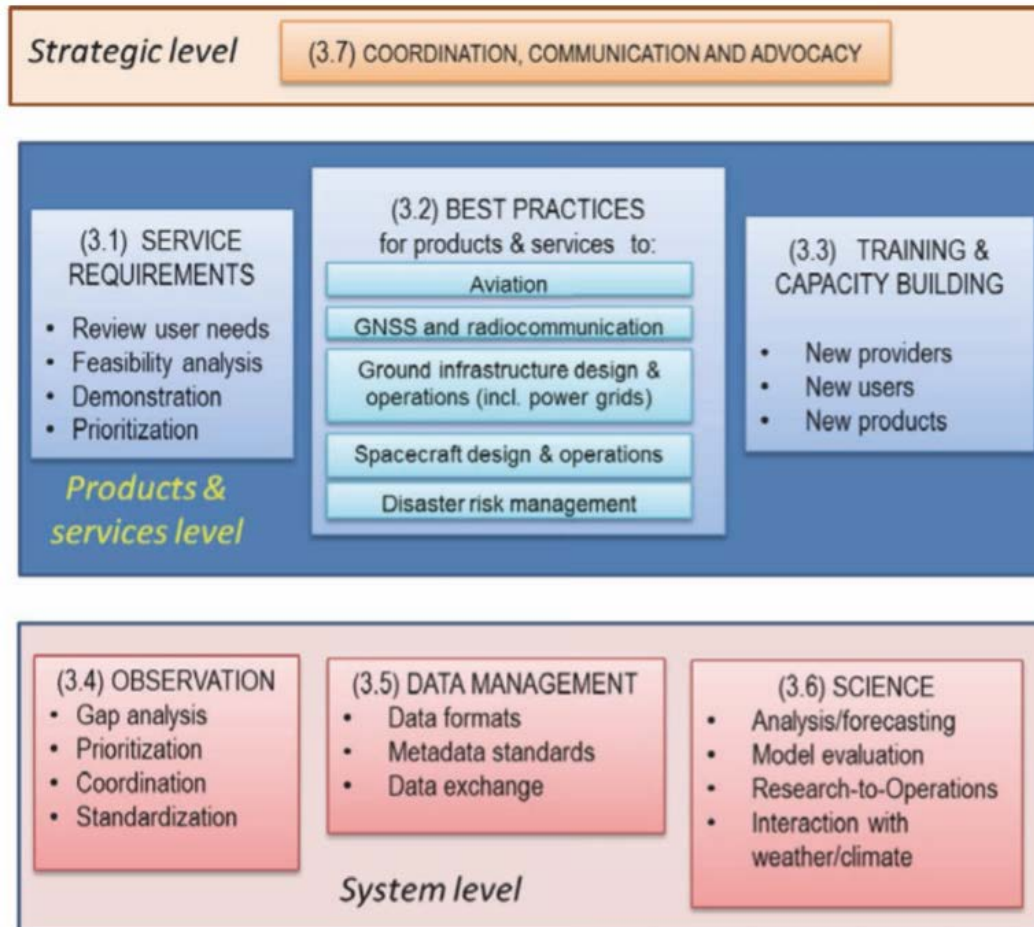 Strategic level
(3.7) COORDINATION, COMMUNICATION AND ADVOCACY
(3.1) SERVICE
REQUIREMENTS
• Review user needs
• Feasibility analysis
• Demonstration
• Prioritization
Products &
services level
(3.2) BEST PRACTICES
for products & services to:
Aviation
GNSS and radiocommunication
Ground infrastructure design &
operations (incl. power grids)
Spacecraft design & operations
Disaster risk management
(3.3) TRAINING &
CAPACITY BUILDING
• New providers
• New users
• New products
(3.4) OBSERVATION
• Gap analysis
• Prioritization
• Coordination
• Standardization
(3.5) DATA MANAGEMENT
• Data formats
• Metadata standards
• Data exchange
(3.6) SCIENCE
• Analysis/forecasting
• Model evaluation
• Research-to-Operations
• Interaction with
weather/climate
System level